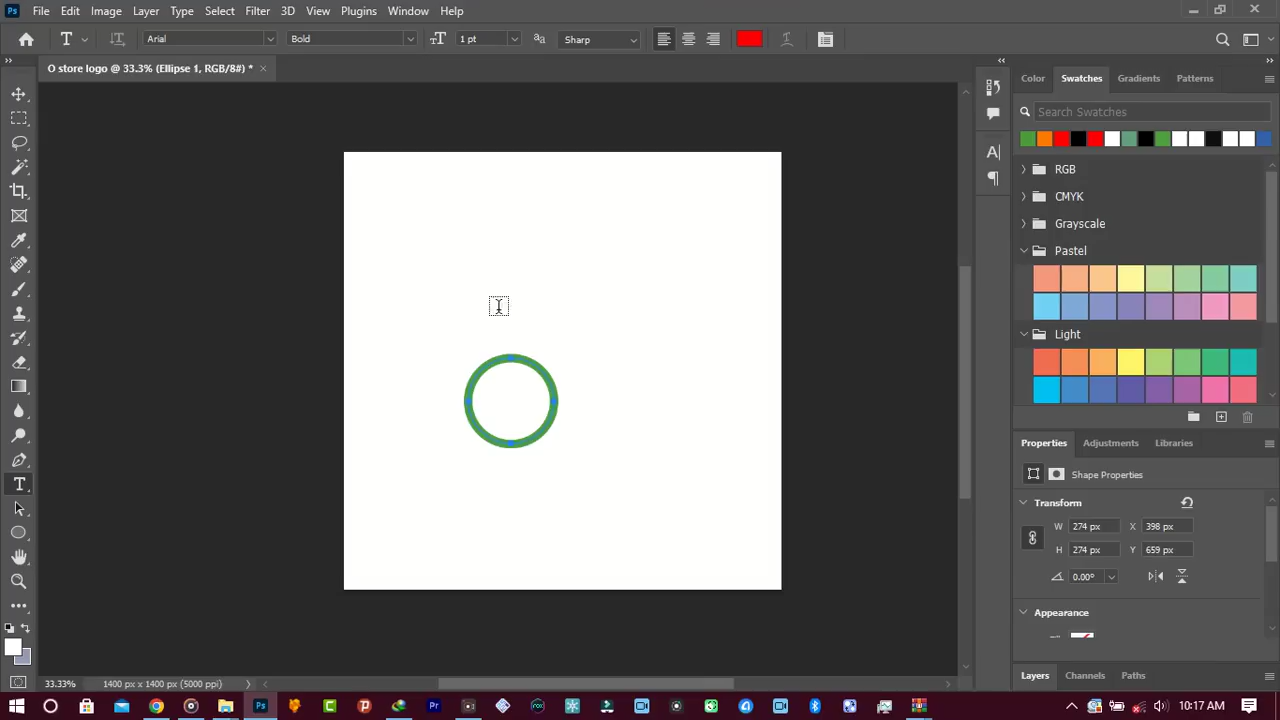 Ps File Edit Image Layer Type Select Filter 3D View Plugins Window Help
T Arial Bold 1 pt Sharp
O store logo @ 33.3% (Ellipse 1, RGB/8#) *
Color Swatches Gradients Patterns
Search Swatches
RGB
CMYK
Grayscale
Pastel
Light
Properties Adjustments Libraries
Shape Properties
Transform
W 274 px X 398 px
H 274 px Y 659 px
0.00°
Appearance
Layers Channels Paths
33.33% 1400 px x 1400 px (5000 ppi)
10:17 AM